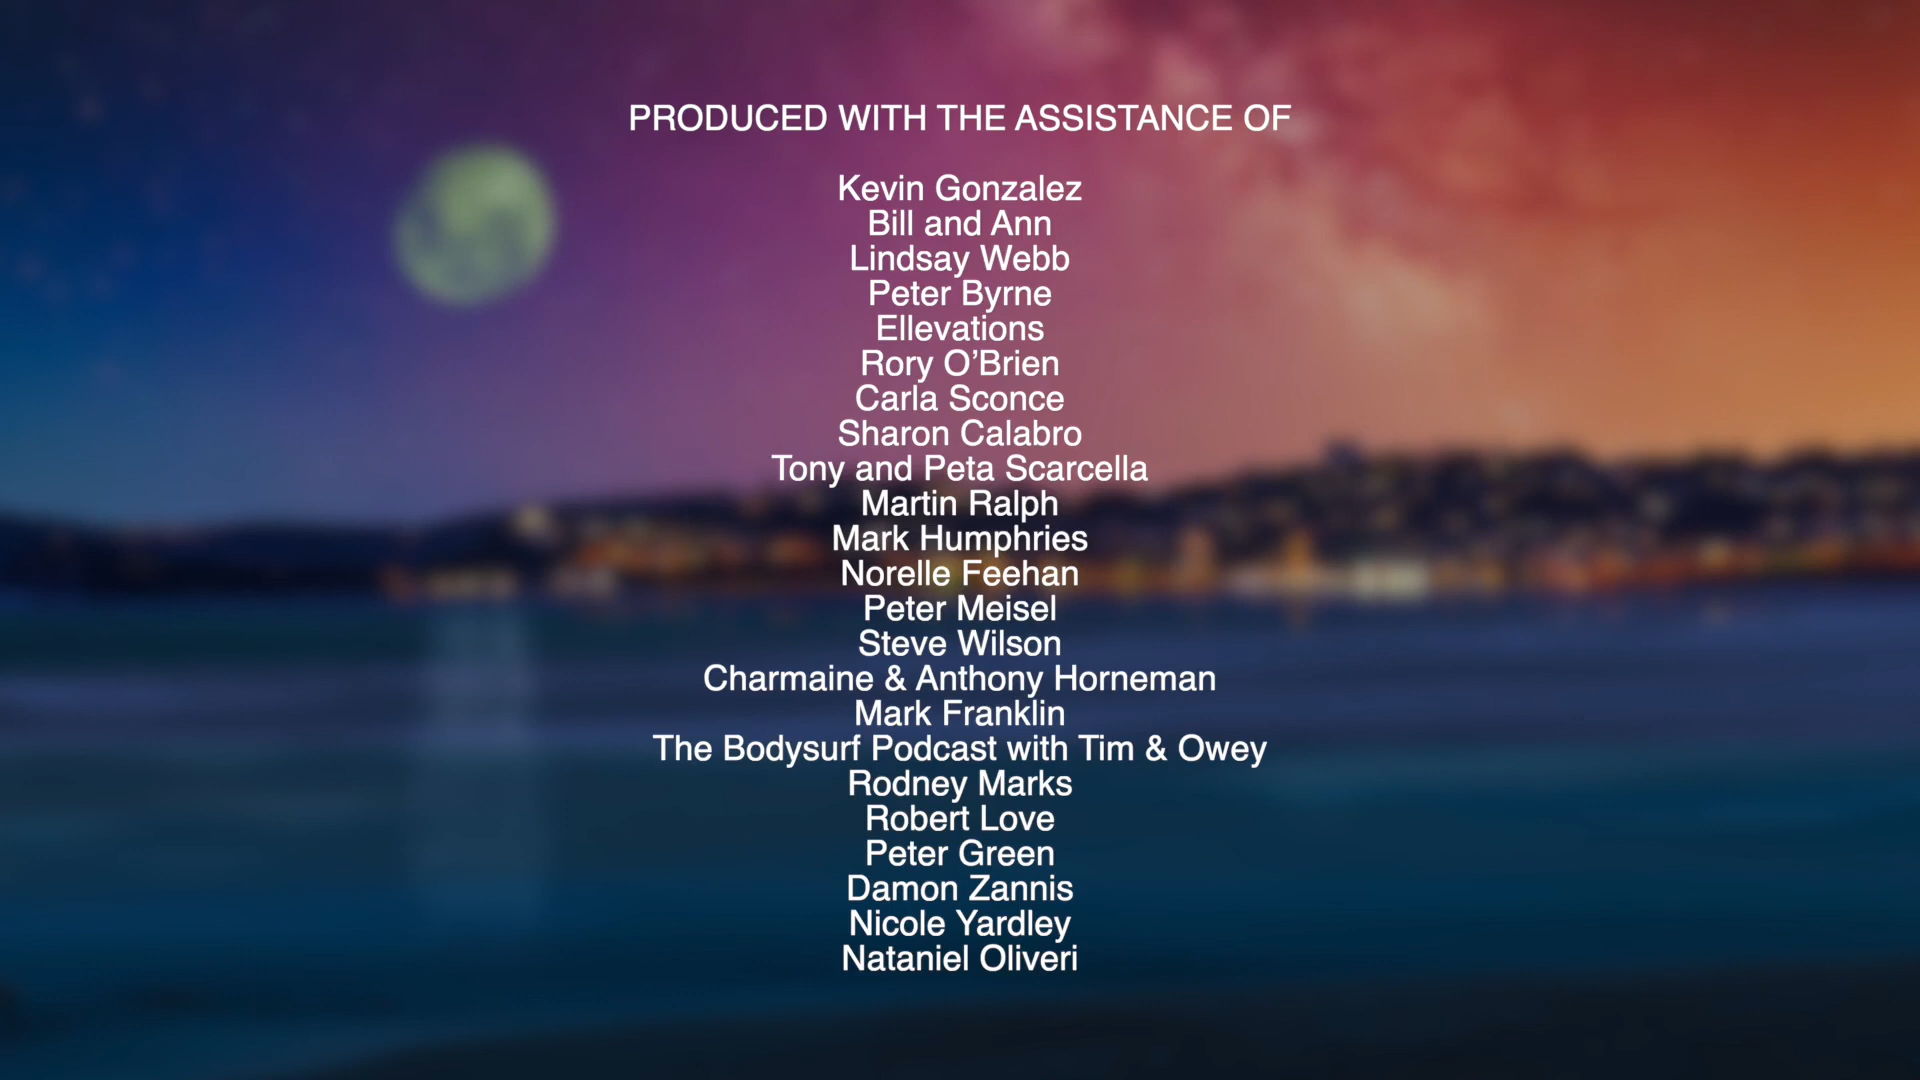 PRODUCED WITH THE ASSISTANCE OF
Kevin Gonzalez
Bill and Ann
Lindsay Webb
Peter Byrne
Ellevations
Rory O’Brien
Carla Sconce
Sharon Calabro
Tony and Peta Scarcella
Martin Ralph
Mark Humphries
Norelle Feehan
Peter Meisel
Steve Wilson
Charmaine & Anthony Horneman
Mark Franklin
The Bodysurf Podcast with Tim & Owey
Rodney Marks
Robert Love
Peter Green
Damon Zannis
Nicole Yardley
Nataniel Oliveri